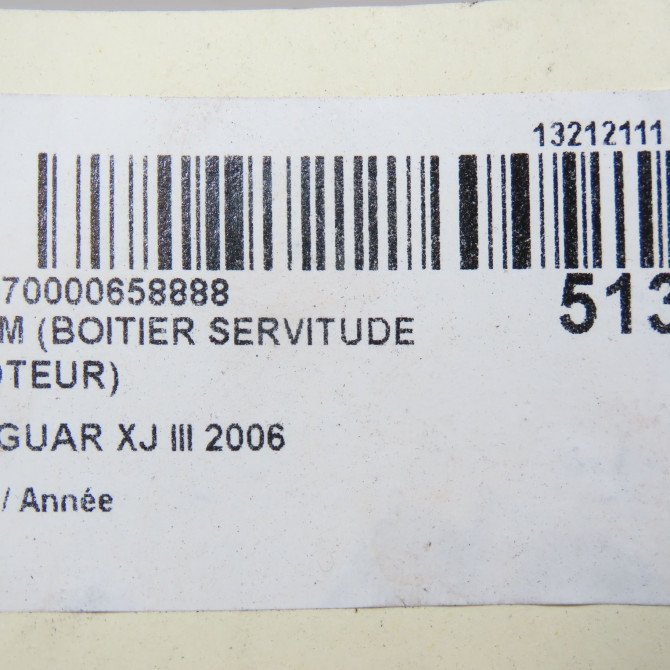 13212111
70000658888
513
M (BOITIER SERVITUDE
OTEUR)
GUAR XJ III 2006
/ Année